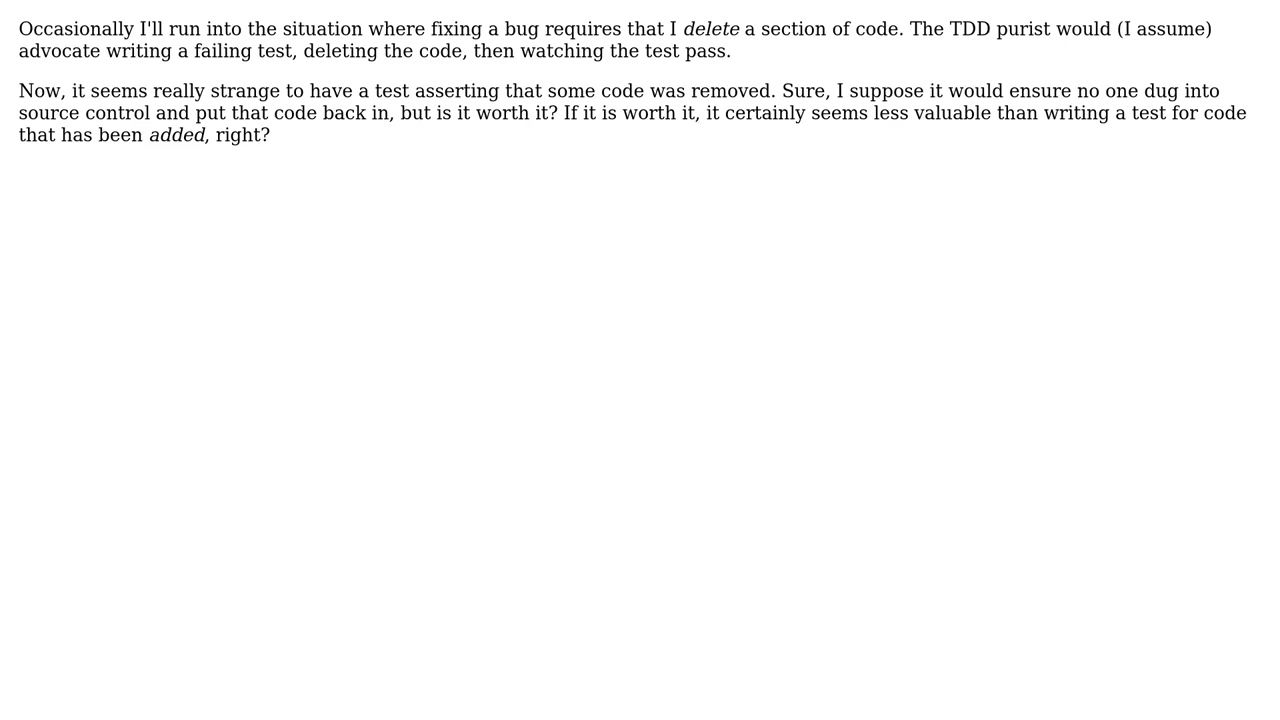 Occasionally I'll run into the situation where fixing a bug requires that I delete a section of code. The TDD purist would (I assume)
advocate writing a failing test, deleting the code, then watching the test pass.
Now, it seems really strange to have a test asserting that some code was removed. Sure, I suppose it would ensure no one dug into
source control and put that code back in, but is it worth it? If it is worth it, it certainly seems less valuable than writing a test for code
that has been added, right?